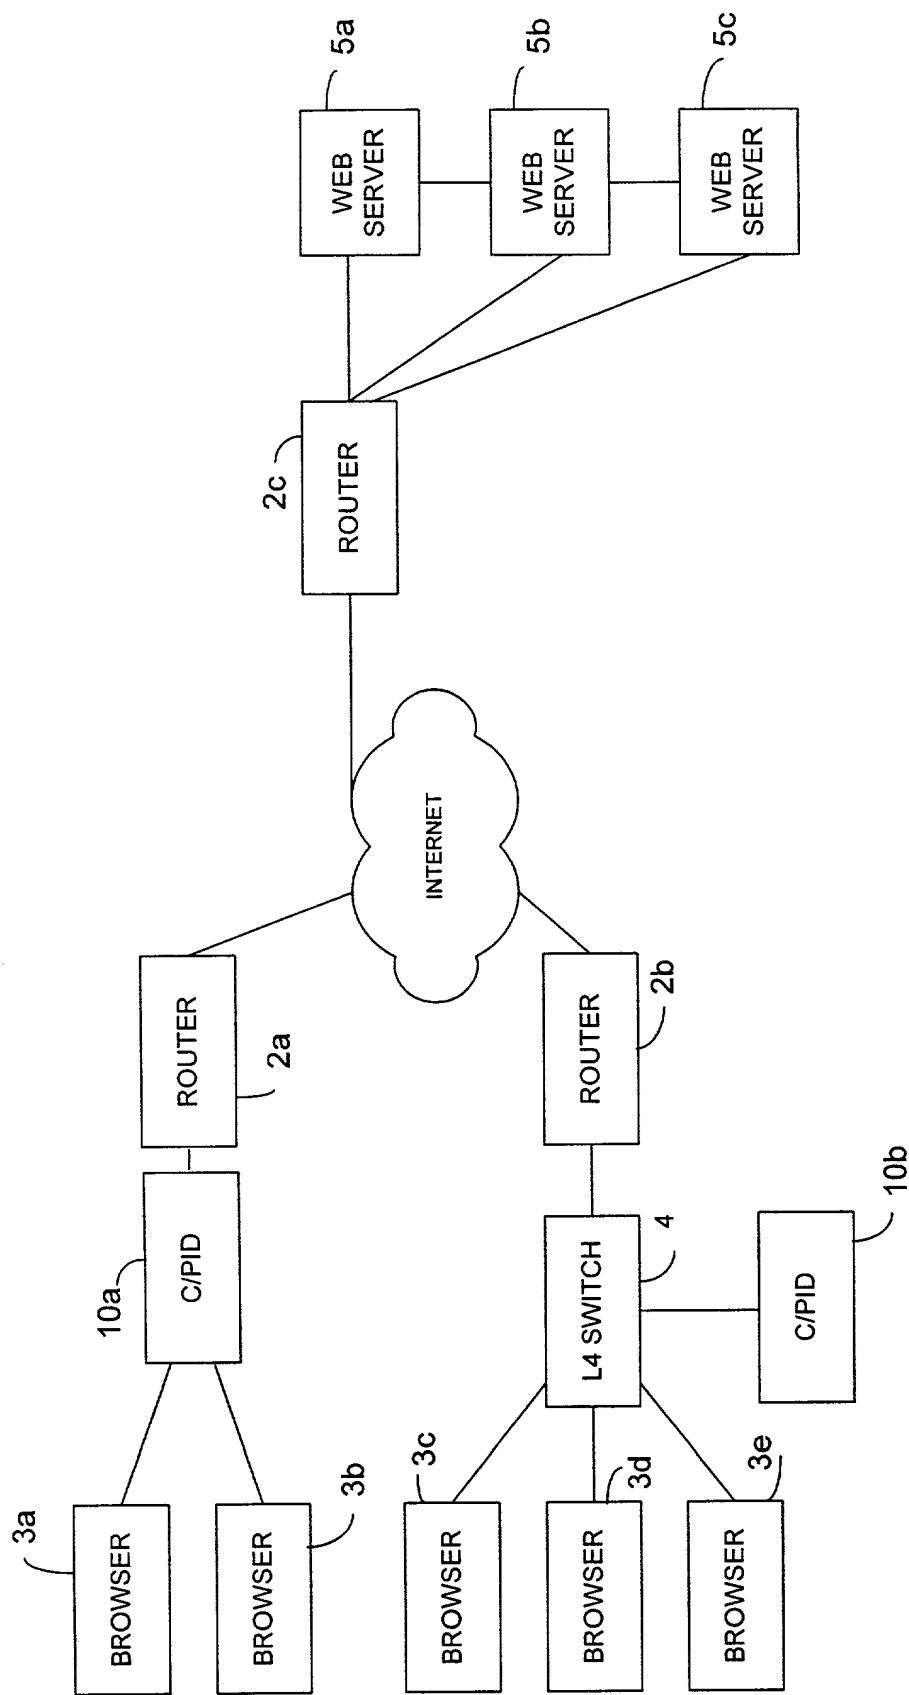 3a
BROWSER
3b
BROWSER
10a
C/PID
2a
ROUTER
3c
BROWSER
3d
BROWSER
3e
BROWSER
L4 SWITCH
4
10b
C/PID
ROUTER
2b
INTERNET
2c
ROUTER
5a
WEB
SERVER
5b
WEB
SERVER
5c
WEB
SERVER